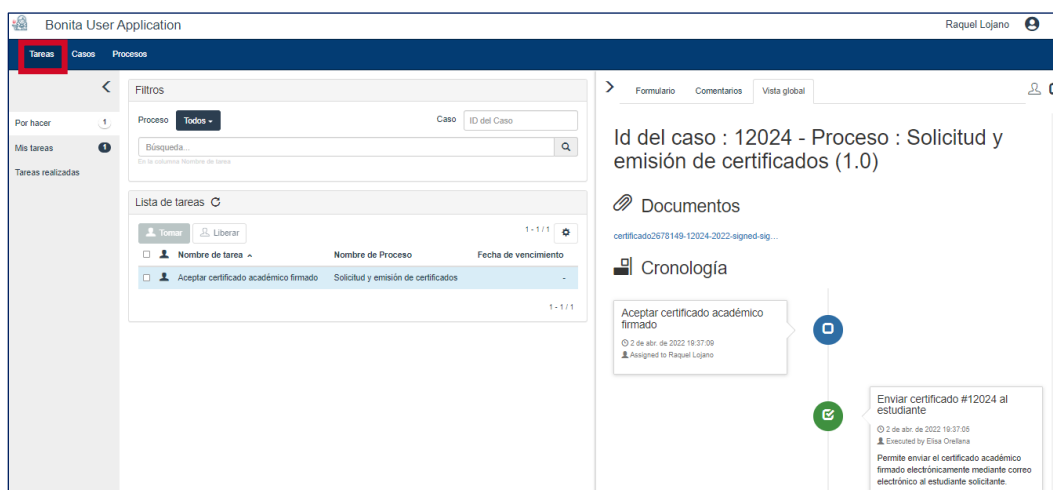 Bonita User Application
Raquel Lojano
Tareas Casos Procesos
Por hacer 1
Mis tareas 1
Tareas realizadas
Filtros
Proceso Todos Caso ID del Caso
Búsqueda...
En la columna Nombre de tarea
Lista de tareas
Tomar Liberar 1 - 1 / 1
Nombre de tarea Nombre de Proceso Fecha de vencimiento
Aceptar certificado académico firmado Solicitud y emisión de certificados -
1 - 1 / 1
Formulario Comentarios Vista global
Id del caso : 12024 - Proceso : Solicitud y
emisión de certificados (1.0)
Documentos
certificado2678149-12024-2022-signed-sig...
Cronología
Aceptar certificado académico
firmado
2 de abr. de 2022 19:37:09
Assigned to Raquel Lojano
Enviar certificado #12024 al
estudiante
2 de abr. de 2022 19:37:05
Executed by Elisa Orellana
Permite enviar el certificado académico
firmado electrónicamente mediante correo
electrónico al estudiante solicitante.